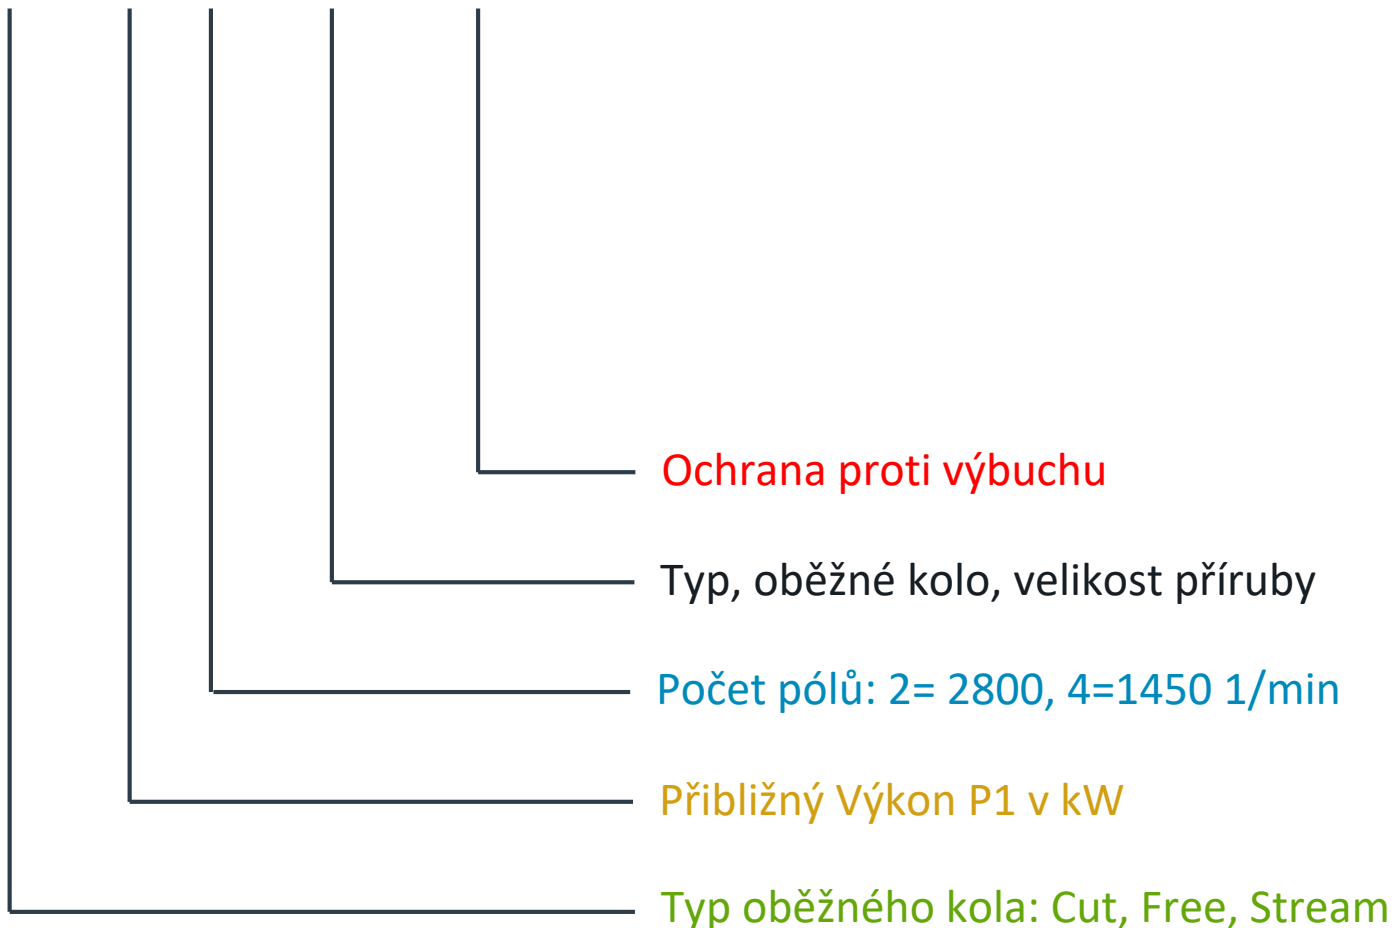 Ochrana proti výbuchu
Typ, oběžné kolo, velikost příruby
Počet pólů: 2= 2800, 4=1450 1/min
Přibližný Výkon P1 v kW
Typ oběžného kola: Cut, Free, Stream